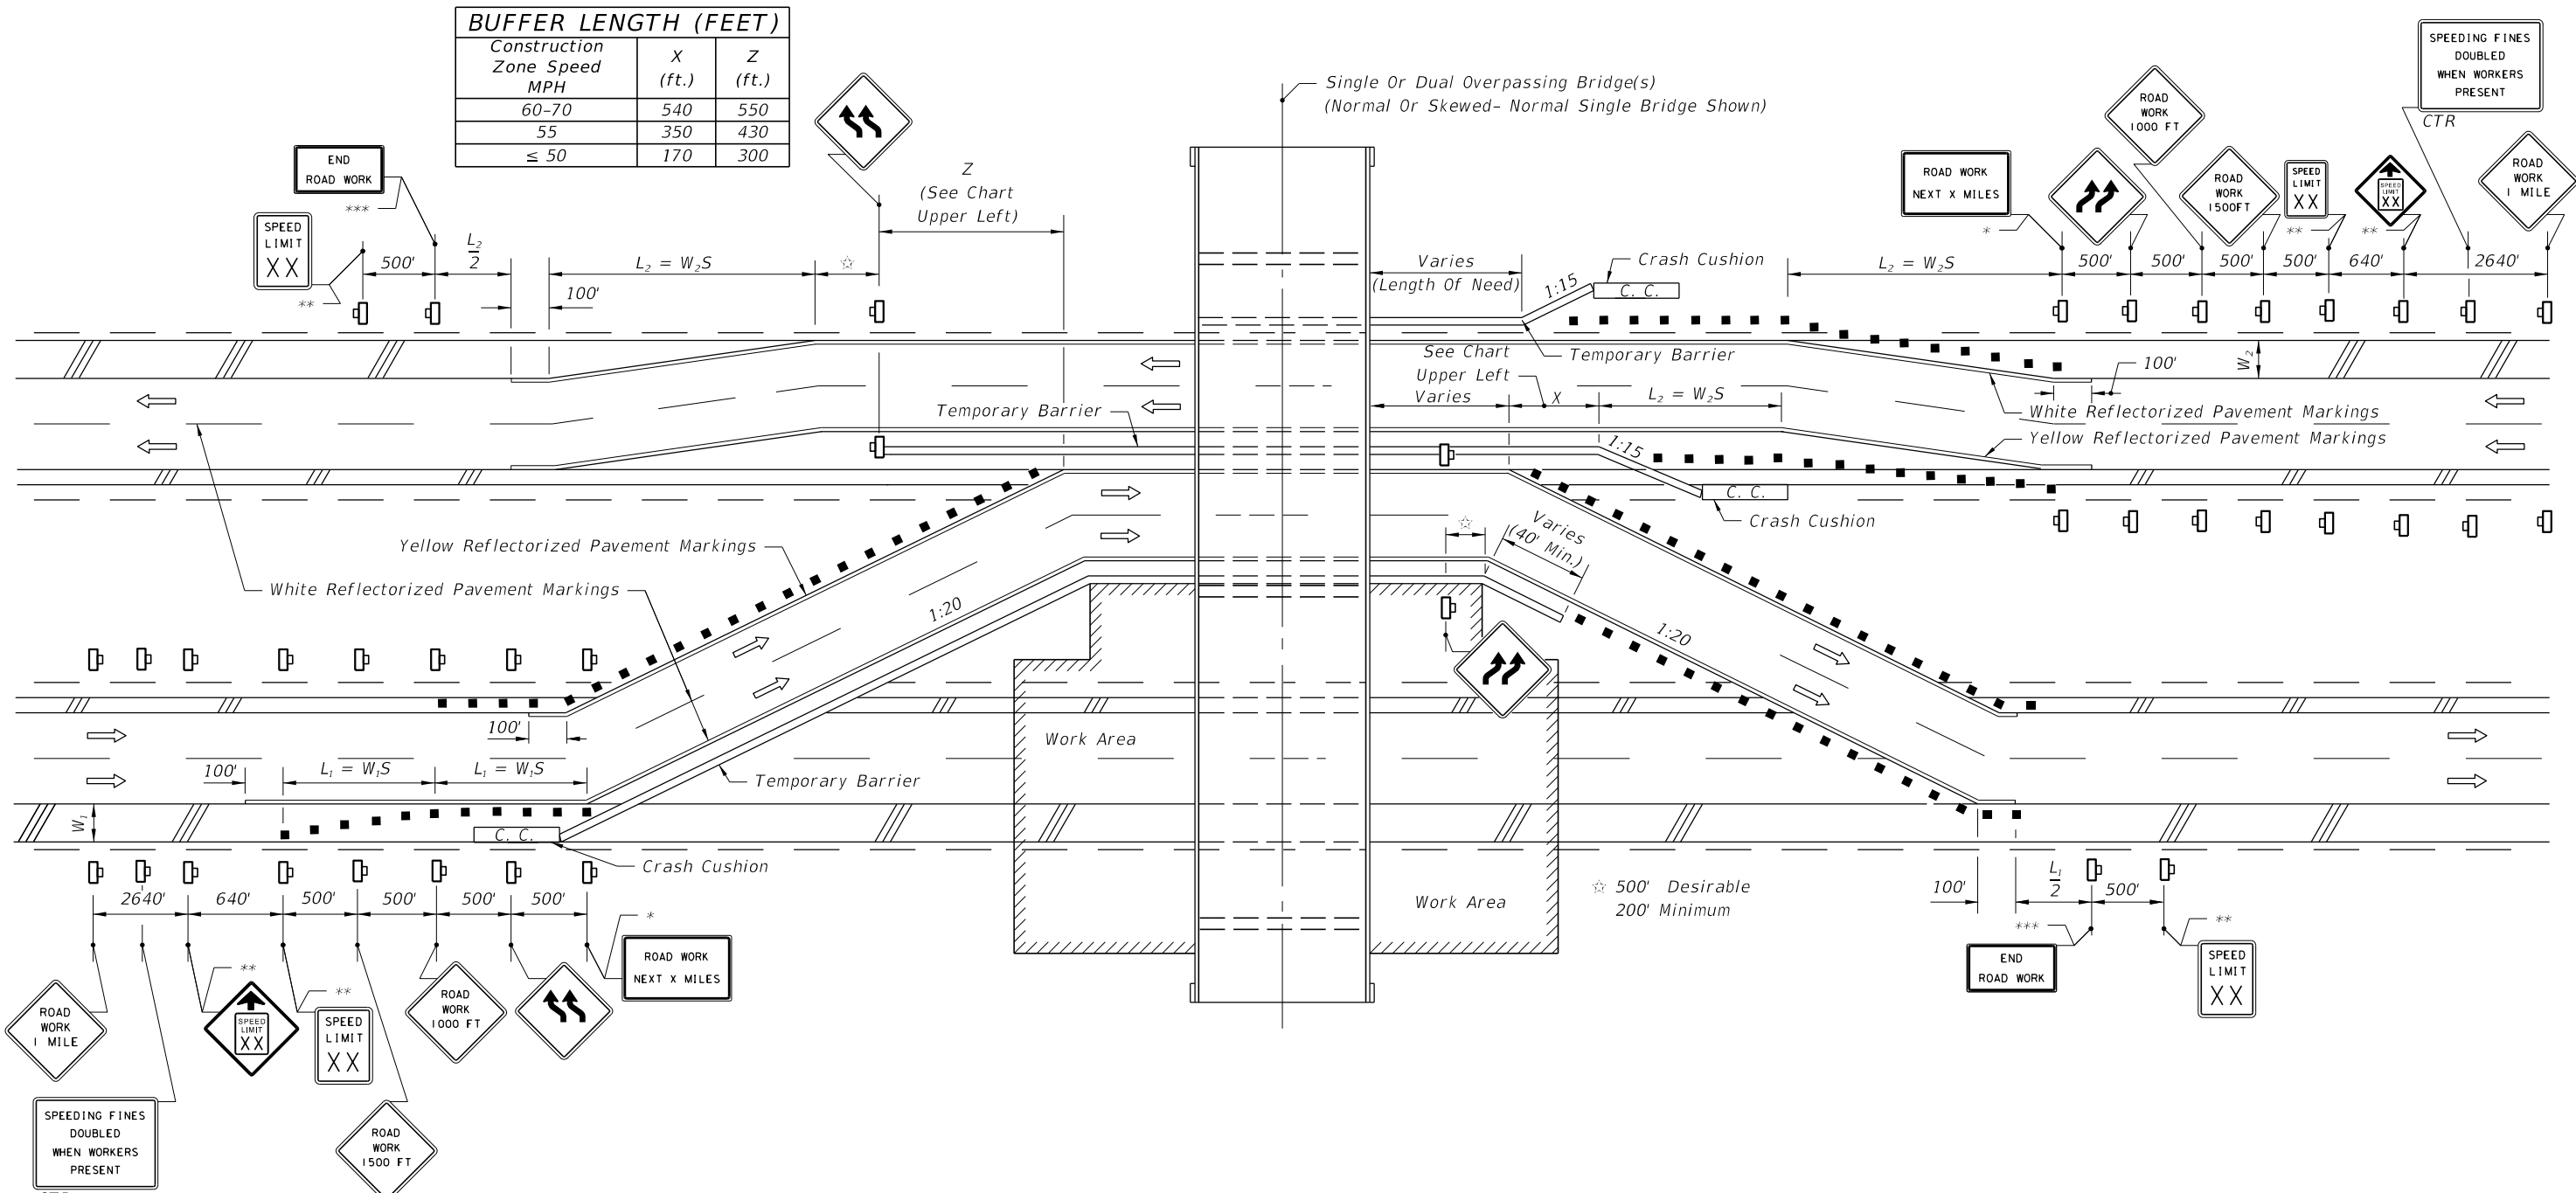 BUFFER LENGTH (FEET)
Construction
Zone Speed
MPH
X
(ft.)
Z
(ft.)
60-70 540 550
55 350 430
≤ 50 170 300
Single Or Dual Overpassing Bridge(s)
(Normal Or Skewed- Normal Single Bridge Shown)
SPEEDING FINES
DOUBLED
WHEN WORKERS
PRESENT
CTR
ROAD
WORK
1000 FT
END
ROAD WORK
***
SPEED
LIMIT
XX
**
Z
(See Chart
Upper Left)
ROAD WORK
NEXT X MILES
*
ROAD
WORK
1500FT
SPEED
LIMIT
XX
**
SPEED
LIMIT
XX
**
ROAD
WORK
1 MILE
500'
L₂
2
L₂ = W₂S
☆
100'
Varies
(Length Of Need)
1:15
Crash Cushion
C. C.
L₂ = W₂S
500'
500'
500'
500'
640'
2640'
Temporary Barrier
See Chart
Upper Left
Varies
X
L₂ = W₂S
W₂
100'
Temporary Barrier
White Reflectorized Pavement Markings
Yellow Reflectorized Pavement Markings
1:15
C. C.
Crash Cushion
☆
Varies
(40' Min.)
Yellow Reflectorized Pavement Markings
White Reflectorized Pavement Markings
1:20
1:20
100'
Work Area
100'
L₁ = W₁S
L₁ = W₁S
Temporary Barrier
W₁
C. C.
Crash Cushion
2640'
640'
500'
500'
500'
500'
*
Work Area
☆ 500' Desirable
200' Minimum
100'
L₁
2
500'
***
**
END
ROAD WORK
SPEED
LIMIT
XX
ROAD WORK
NEXT X MILES
ROAD
WORK
1 MILE
**
SPEED
LIMIT
XX
**
SPEED
LIMIT
XX
ROAD
WORK
1000 FT
SPEEDING FINES
DOUBLED
WHEN WORKERS
PRESENT
ROAD
WORK
1500 FT